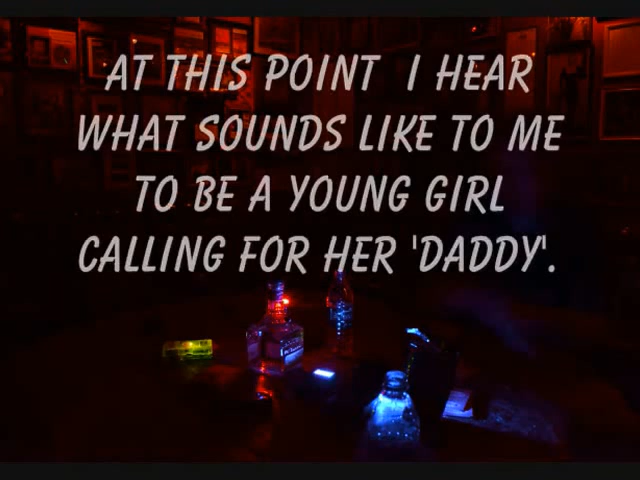 AT THIS POINT I HEAR
WHAT SOUNDS LIKE TO ME
TO BE A YOUNG GIRL
CALLING FOR HER 'DADDY'.